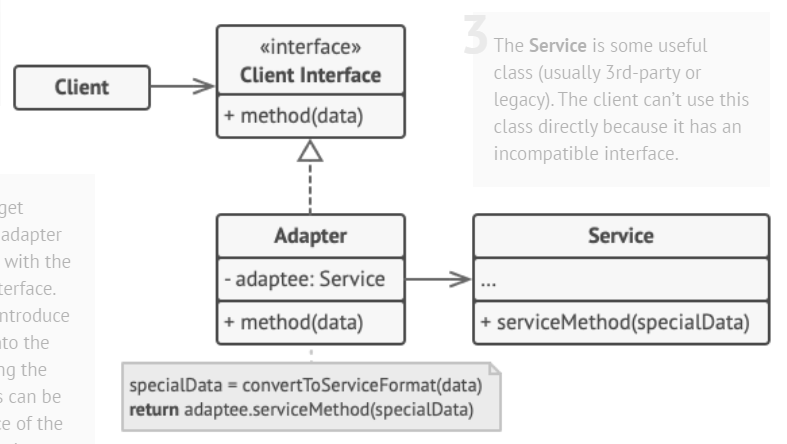 «interface»
Client Interface
Client
+ method(data)
3
The Service is some useful
class (usually 3rd-party or
legacy). The client can't use this
class directly because it has an
incompatible interface.
get
adapter
with the
terface.
ntroduce
to the
ng the
s can be
ce of the
Adapter
- adaptee: Service
+ method(data)
Service
...
+ serviceMethod(specialData)
specialData = convertToServiceFormat(data)
return adaptee.serviceMethod(specialData)